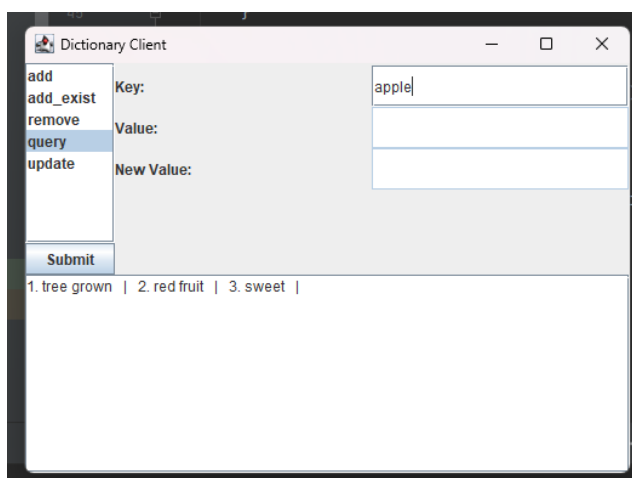 45 }
Dictionary Client
add
add_exist
remove
query
update
Key: apple
Value:
New Value:
Submit
1. tree grown | 2. red fruit | 3. sweet |